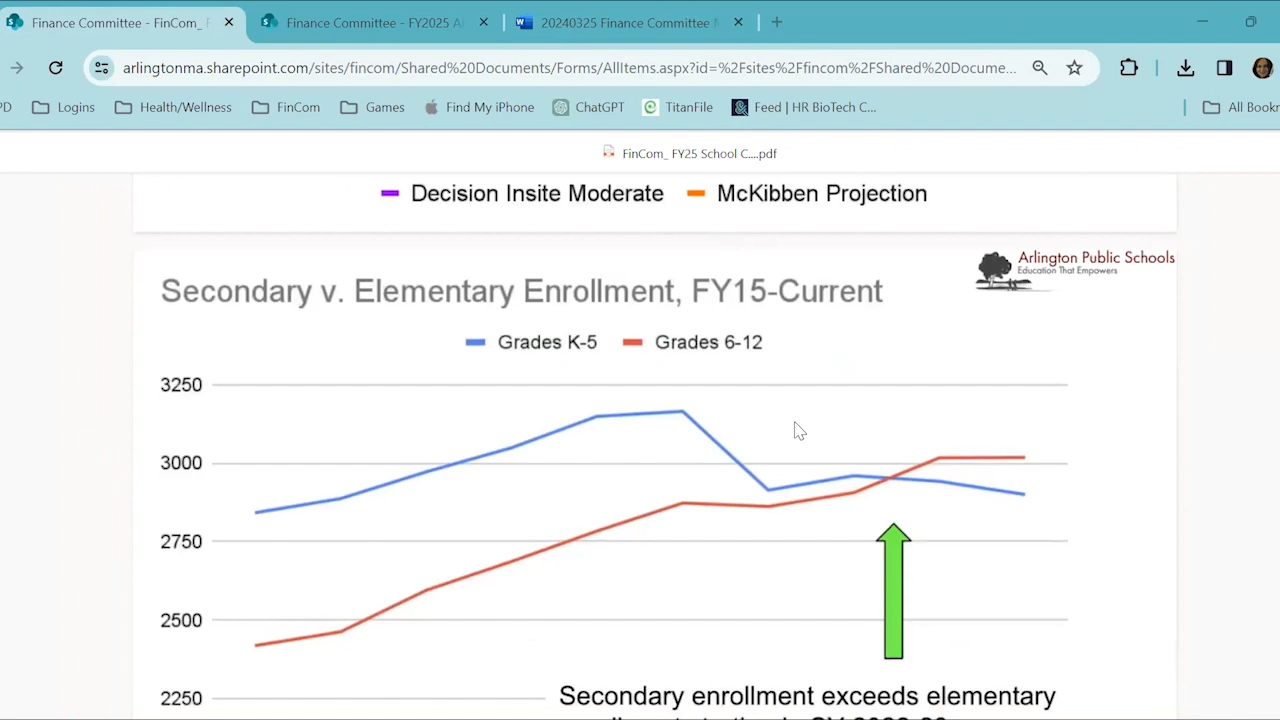 Finance Committee - FinCom_
Finance Committee - FY2025
20240325 Finance Committee
arlingtonma.sharepoint.com/sites/fincom/Shared%20Documents/Forms/AllItems.aspx?id=%2Fsites%2Ffincom%2FShared%20Docume...
PD Logins Health/Wellness FinCom Games Find My iPhone ChatGPT TitanFile Feed | HR BioTech C... All Bookr
FinCom_ FY25 School C....pdf
Decision Insite Moderate McKibben Projection
Arlington Public Schools
Education That Empowers
Secondary v. Elementary Enrollment, FY15-Current
Grades K-5 Grades 6-12
3250
3000
2750
2500
2250
Secondary enrollment exceeds elementary